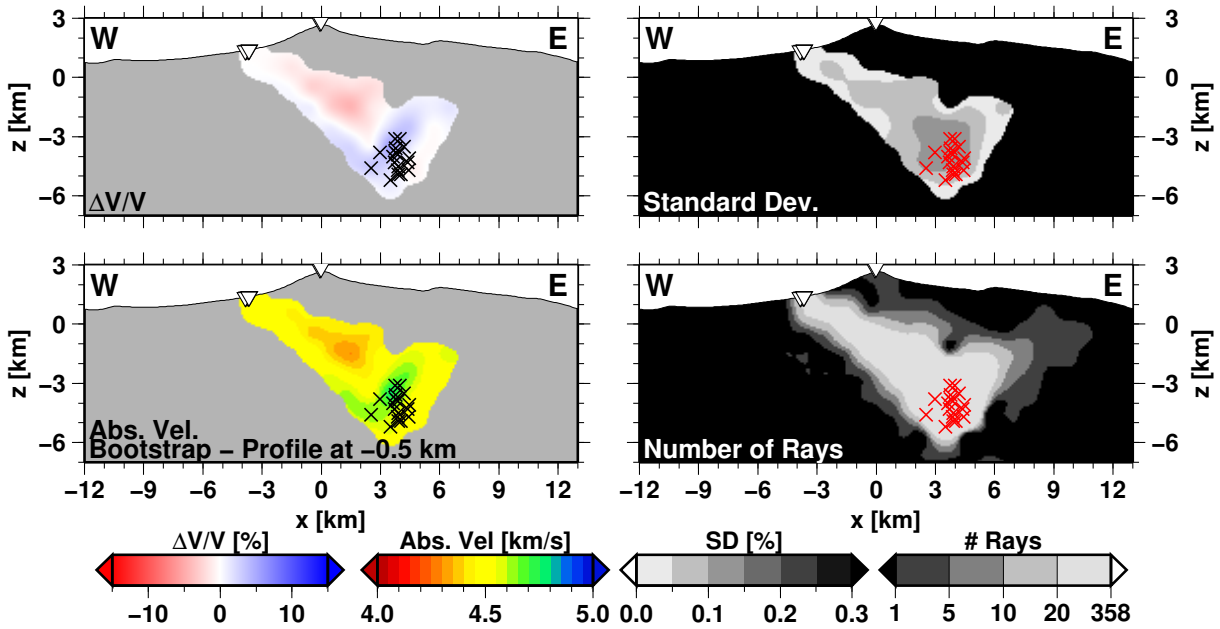 W E
W E
3
0
−3
−6
z [km]
3
0
−3
−6
z [km]
ΔV/V
Standard Dev.
W E
W E
3
0
−3
−6
z [km]
3
0
−3
−6
z [km]
Abs. Vel.
Bootstrap − Profile at −0.5 km
Number of Rays
−12 −9 −6 −3 0 3 6 9 12
−12 −9 −6 −3 0 3 6 9 12
x [km]
x [km]
ΔV/V [%]
Abs. Vel [km/s]
SD [%]
# Rays
−10 0 10
4.0 4.5 5.0
0.0 0.1 0.2 0.3
1 5 10 20 358